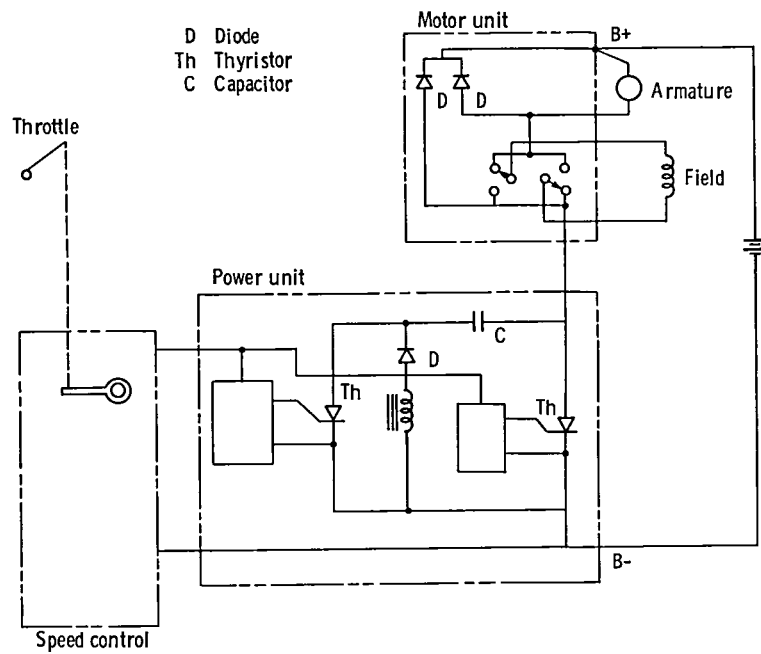 Motor unit
D Diode
Th Thyristor
C Capacitor
B+
D
D
Armature
Throttle
Field
Power unit
C
D
Th
Th
B-
Speed control